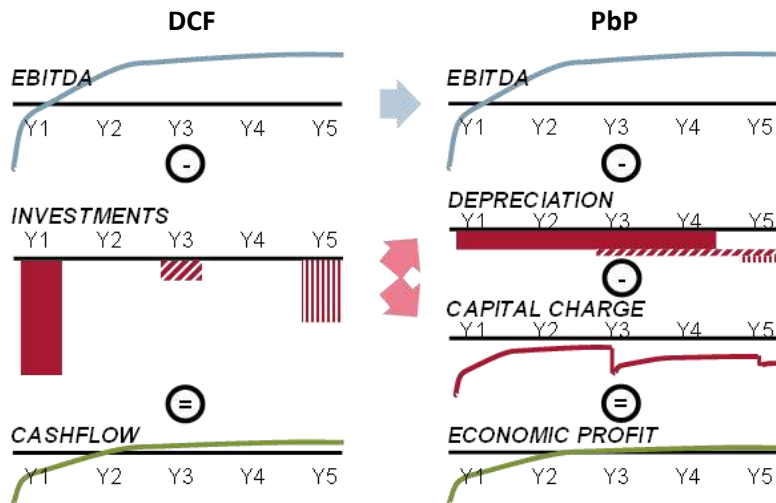 DCF
EBITDA
Y1 Y2 Y3 Y4 Y5
-
INVESTMENTS
Y1 Y2 Y3 Y4 Y5
=
CASHFLOW
Y1 Y2 Y3 Y4 Y5
PbP
EBITDA
Y1 Y2 Y3 Y4 Y5
-
DEPRECIATION
Y1 Y2 Y3 Y4 Y5
-
CAPITAL CHARGE
Y1 Y2 Y3 Y4 Y5
=
ECONOMIC PROFIT
Y1 Y2 Y3 Y4 Y5